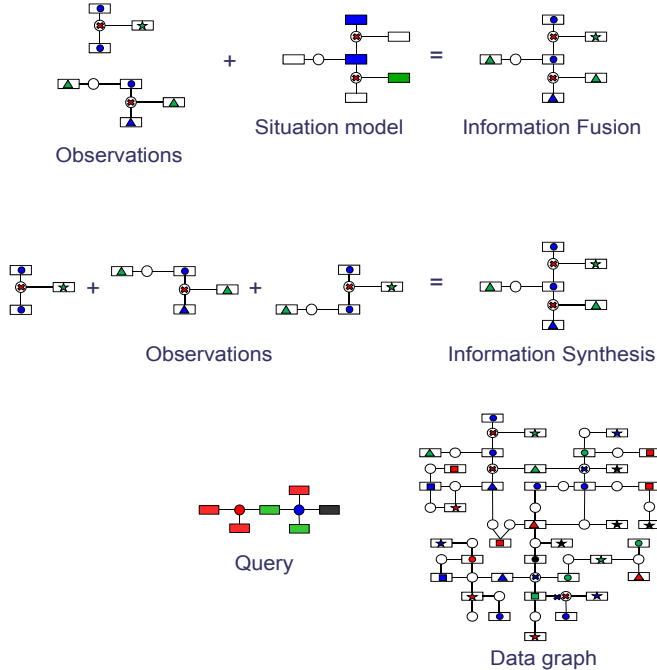 +
=
Situation model
Information Fusion
Observations
+
+
=
Observations
Information Synthesis
Query
Data graph